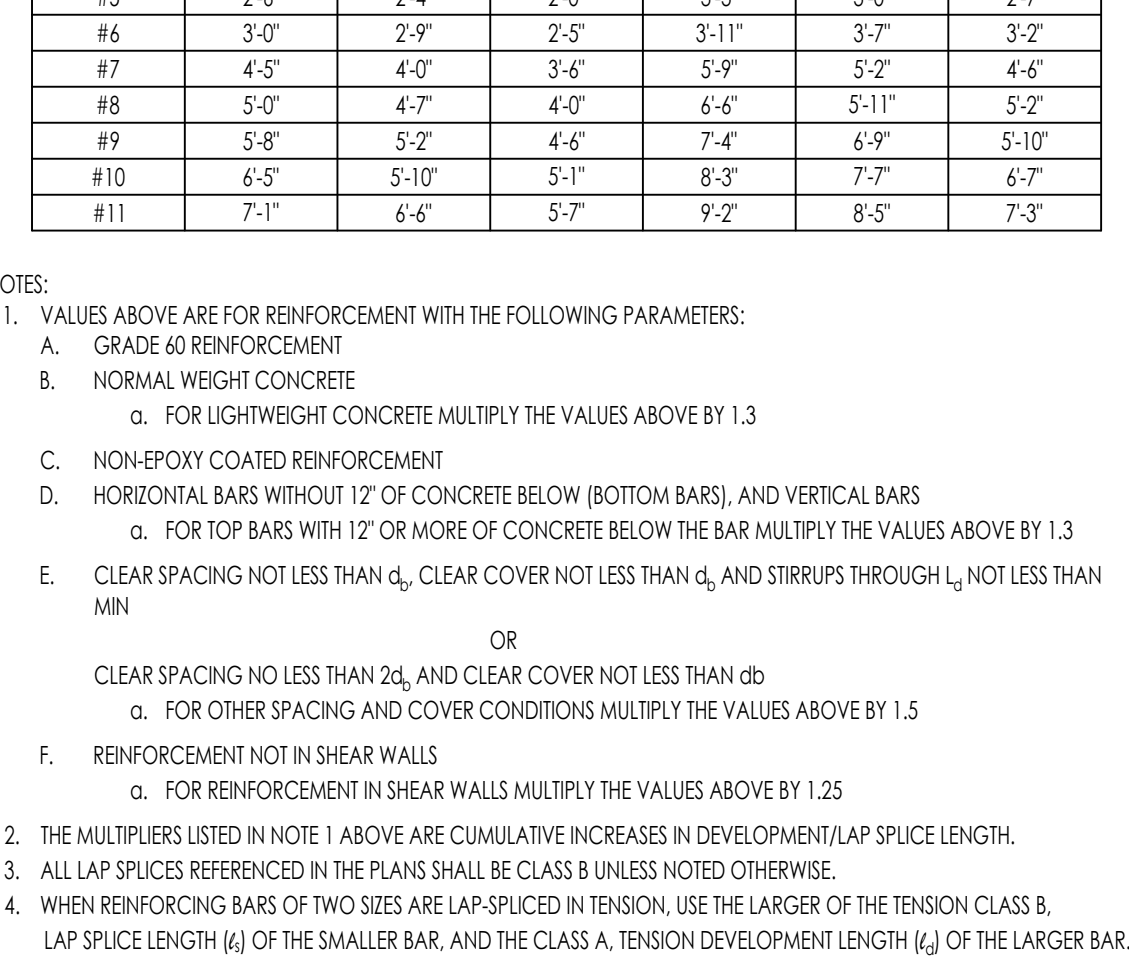 #6 3'-0" 2'-9" 2'-5" 3'-11" 3'-7" 3'-2"
#7 4'-5" 4'-0" 3'-6" 5'-9" 5'-2" 4'-6"
#8 5'-0" 4'-7" 4'-0" 6'-6" 5'-11" 5'-2"
#9 5'-8" 5'-2" 4'-6" 7'-4" 6'-9" 5'-10"
#10 6'-5" 5'-10" 5'-1" 8'-3" 7'-7" 6'-7"
#11 7'-1" 6'-6" 5'-7" 9'-2" 8'-5" 7'-3"
OTES:
1. VALUES ABOVE ARE FOR REINFORCEMENT WITH THE FOLLOWING PARAMETERS:
A. GRADE 60 REINFORCEMENT
B. NORMAL WEIGHT CONCRETE
a. FOR LIGHTWEIGHT CONCRETE MULTIPLY THE VALUES ABOVE BY 1.3
C. NON-EPOXY COATED REINFORCEMENT
D. HORIZONTAL BARS WITHOUT 12" OF CONCRETE BELOW (BOTTOM BARS), AND VERTICAL BARS
a. FOR TOP BARS WITH 12" OR MORE OF CONCRETE BELOW THE BAR MULTIPLY THE VALUES ABOVE BY 1.3
E. CLEAR SPACING NOT LESS THAN db, CLEAR COVER NOT LESS THAN db AND STIRRUPS THROUGH Ld NOT LESS THAN
MIN
OR
CLEAR SPACING NO LESS THAN 2db AND CLEAR COVER NOT LESS THAN db
a. FOR OTHER SPACING AND COVER CONDITIONS MULTIPLY THE VALUES ABOVE BY 1.5
F. REINFORCEMENT NOT IN SHEAR WALLS
a. FOR REINFORCEMENT IN SHEAR WALLS MULTIPLY THE VALUES ABOVE BY 1.25
2. THE MULTIPLIERS LISTED IN NOTE 1 ABOVE ARE CUMULATIVE INCREASES IN DEVELOPMENT/LAP SPLICE LENGTH.
3. ALL LAP SPLICES REFERENCED IN THE PLANS SHALL BE CLASS B UNLESS NOTED OTHERWISE.
4. WHEN REINFORCING BARS OF TWO SIZES ARE LAP-SPLICED IN TENSION, USE THE LARGER OF THE TENSION CLASS B,
LAP SPLICE LENGTH (ℓs) OF THE SMALLER BAR, AND THE CLASS A, TENSION DEVELOPMENT LENGTH (ℓd) OF THE LARGER BAR.